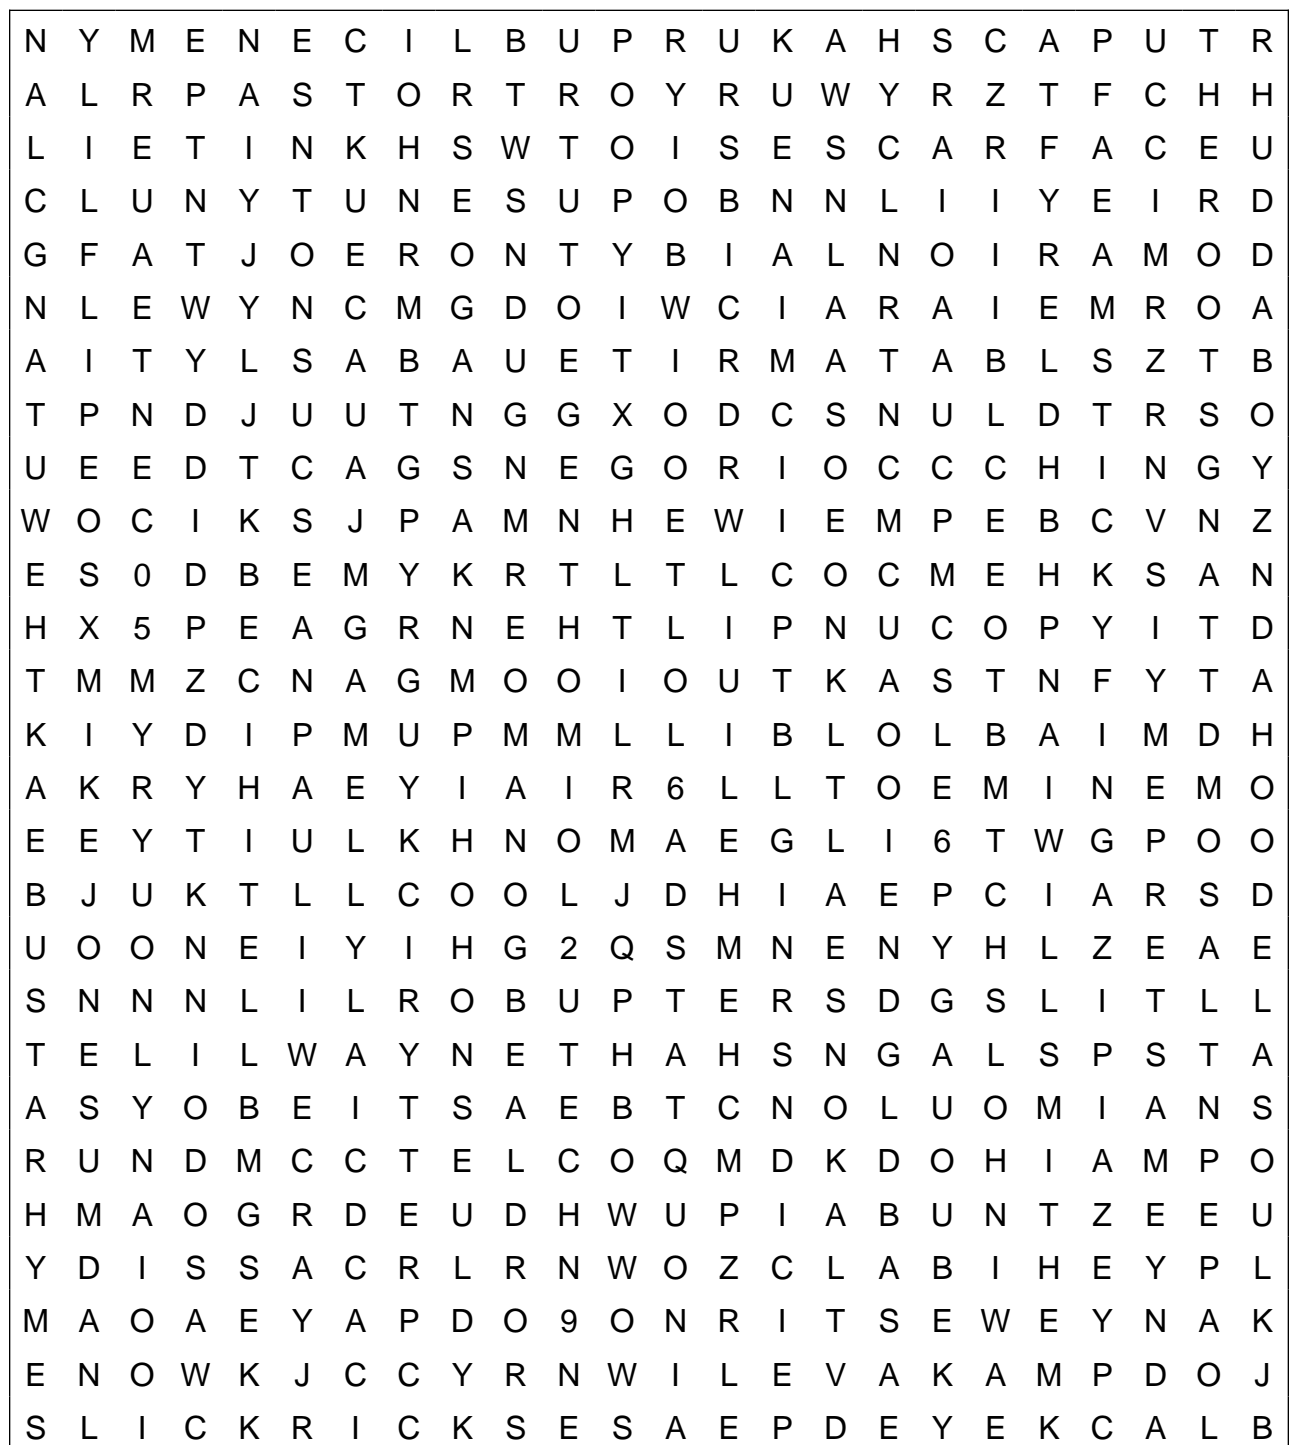 N Y M E N E C I L B U P R U K A H S C A P U T R
A L R P A S T O R T R O Y R U W Y R Z T F C H H
L I E T I N K H S W T O I S E S C A R F A C E U
C L U N Y T U N E S U P O B N N L I I Y E I R D
G F A T J O E R O N T Y B I A L N O I R A M O D
N L E W Y N C M G D O I W C I A R A I E M R O A
A I T Y L S A B A U E T I R M A T A B L S Z T B
T P N D J U U T N G G X O D C S N U L D T R S O
U E E D T C A G S N E G O R I O C C C H I N G Y
W O C I K S J P A M N H E W I E M P E B C V N Z
E S 0 D B E M Y K R T L T L C O C M E H K S A N
H X 5 P E A G R N E H T L I P N U C O P Y I T D
T M M Z C N A G M O O I O U T K A S T N F Y T A
K I Y D I P M U P M M L L I B L O L B A I M D H
A K R Y H A E Y I A I R 6 L L T O E M I N E M O
E E Y T I U L K H N O M A E G L I 6 T W G P O O
B J U K T L L C O O L J D H I A E P C I A R S D
U O O N E I Y I H G 2 Q S M N E N Y H L Z E A E
S N N N L I L R O B U P T E R S D G S L I T L L
T E L I L W A Y N E T H A H S N G A L S P S T A
A S Y O B E I T S A E B T C N O L U O M I A N S
R U N D M C C T E L C O Q M D K D O H I A M P O
H M A O G R D E U D H W U P I A B U N T Z E E U
Y D I S S A C R L R N W O Z C L A B I H E Y P L
M A O A E Y A P D O 9 O N R I T S E W E Y N A K
E N O W K J C C Y R N W I L E V A K A M P D O J
S L I C K R I C K S E S A E P D E Y E K C A L B